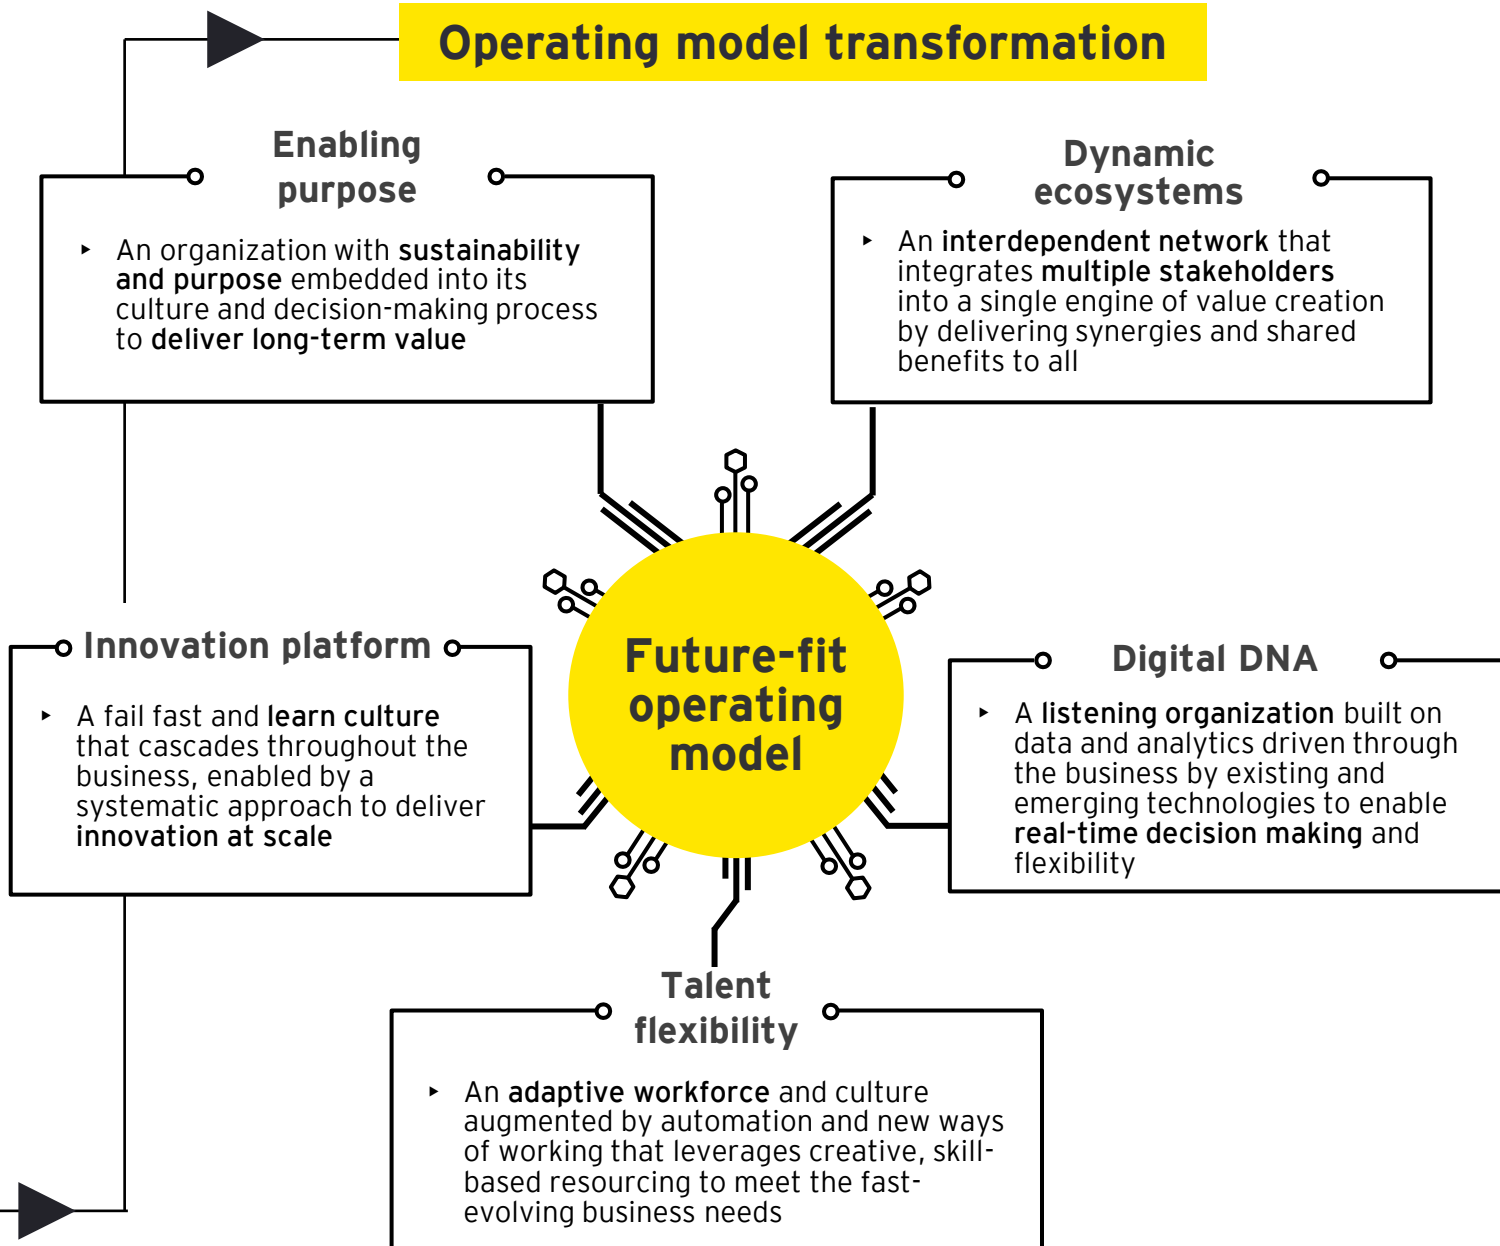 Operating model transformation
Enabling
purpose
▸ An organization with sustainability
and purpose embedded into its
culture and decision-making process
to deliver long-term value
Dynamic
ecosystems
▸ An interdependent network that
integrates multiple stakeholders
into a single engine of value creation
by delivering synergies and shared
benefits to all
Innovation platform
▸ A fail fast and learn culture
that cascades throughout the
business, enabled by a
systematic approach to deliver
innovation at scale
Future-fit
operating
model
Digital DNA
▸ A listening organization built on
data and analytics driven through
the business by existing and
emerging technologies to enable
real-time decision making and
flexibility
Talent
flexibility
▸ An adaptive workforce and culture
augmented by automation and new ways
of working that leverages creative, skill-
based resourcing to meet the fast-
evolving business needs